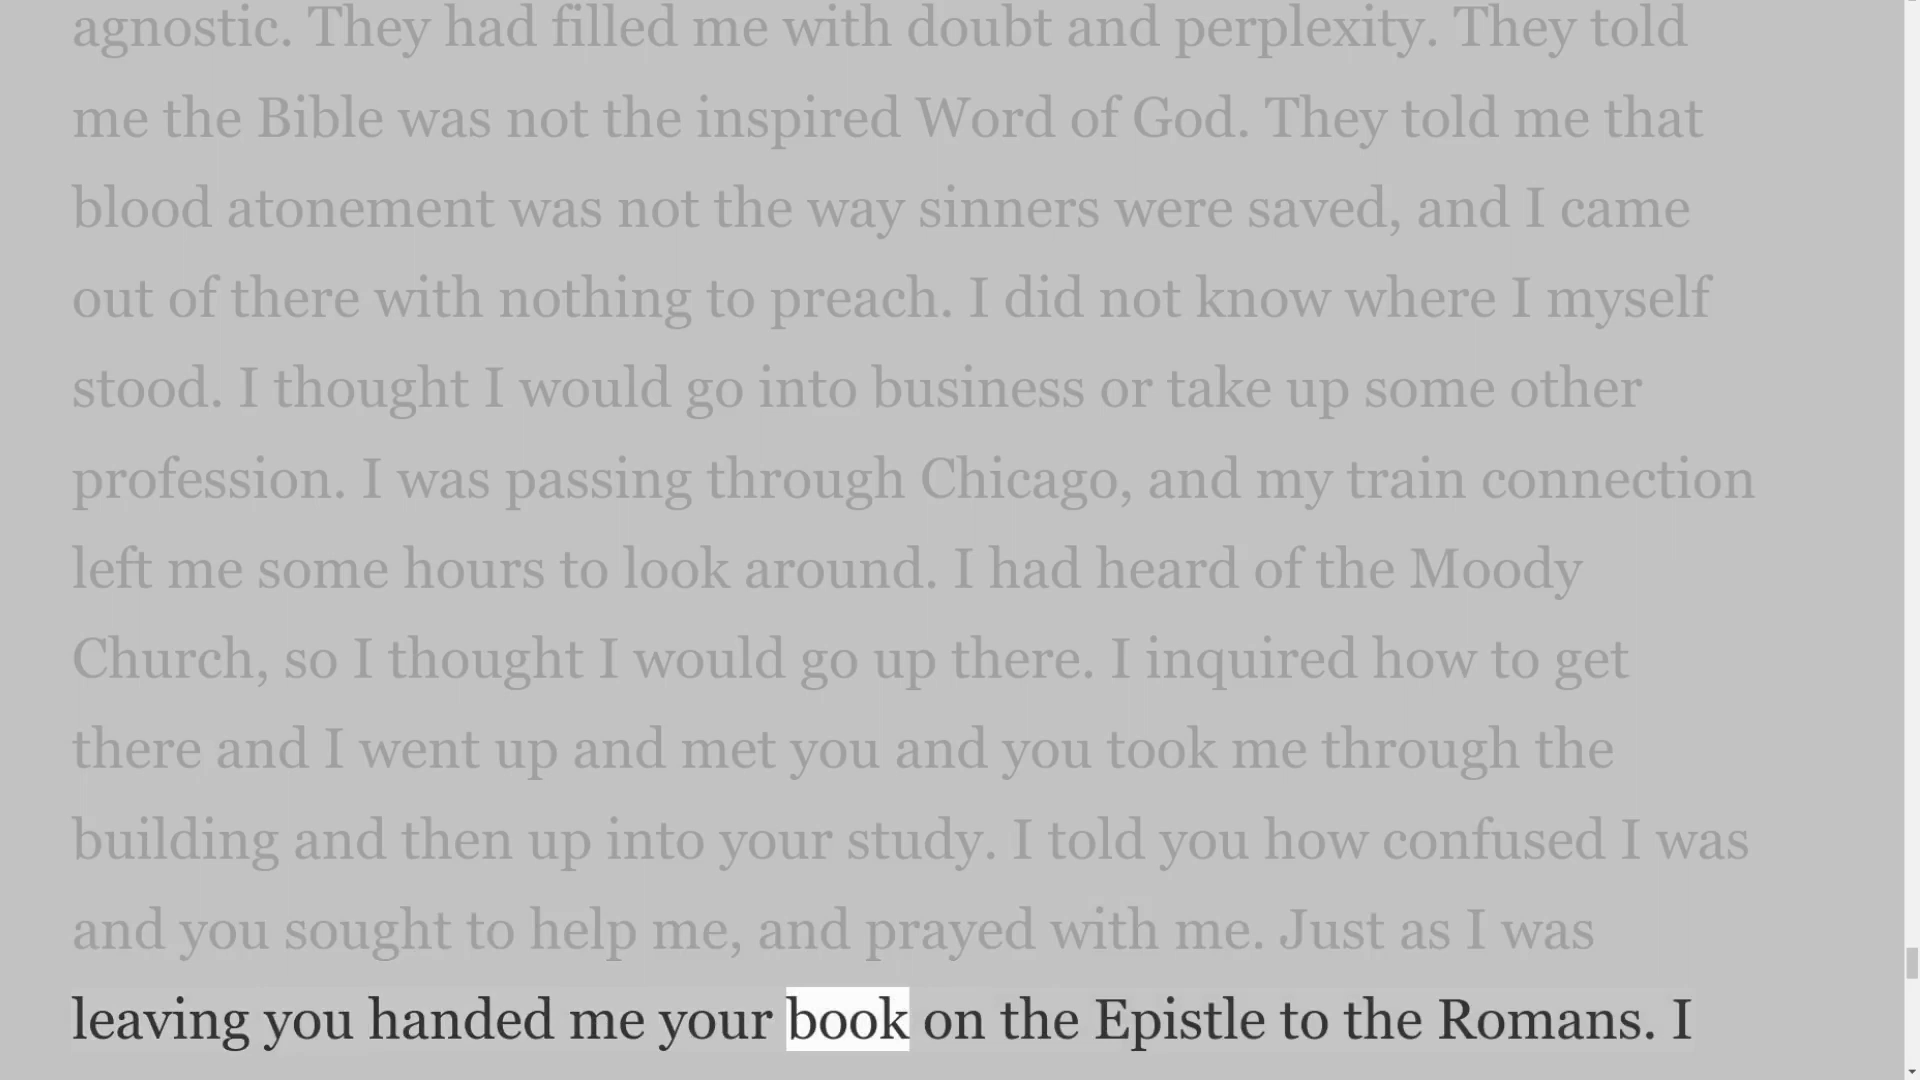 agnostic. They had filled me with doubt and perplexity. They told
me the Bible was not the inspired Word of God. They told me that
blood atonement was not the way sinners were saved, and I came
out of there with nothing to preach. I did not know where I myself
stood. I thought I would go into business or take up some other
profession. I was passing through Chicago, and my train connection
left me some hours to look around. I had heard of the Moody
Church, so I thought I would go up there. I inquired how to get
there and I went up and met you and you took me through the
building and then up into your study. I told you how confused I was
and you sought to help me, and prayed with me. Just as I was
leaving you handed me your book on the Epistle to the Romans. I